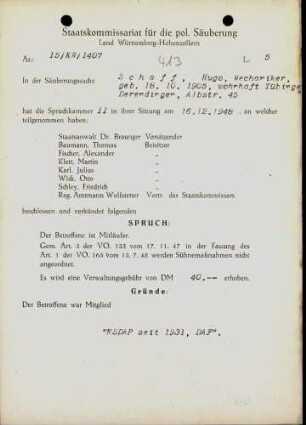 Staatskommissariat für die pol. Säuberung
Land Württemberg-Hohenzollern
Az: 15/KR/1407
413
L: 5
In der Säuberungssache S c h a f f , Hugo, Mechaniker,
geb. 18. 10. 1905, wohnhaft Tübingen
Derendingen, Albstr. 45
hat die Spruchkammer II in ihrer Sitzung am 16.12.1948 an welcher
teilgenommen haben:
Staatsanwalt Dr. Braunger Vorsitzender
Baumann, Thomas Beisitzer
Fischer, Alexander "
Klett, Martin "
Karl, Julius "
Wick, Otto "
Schley, Friedrich "
Reg. Amtmann Wolfstetter Vertr. des Staatskommissars
beschlossen und verkündet folgenden
SPRUCH:
Der Betroffene ist Mitläufer.
Gem. Art. 3 der VO. 133 vom 17. 11. 47 in der Fassung des
Art. 1 der VO. 165 vom 13. 7. 48 werden Sühnemaßnahmen nicht
angeordnet.
Es wird eine Verwaltungsgebühr von DM 40.-- erhoben.
Gründe:
Der Betroffene war Mitglied
"NSDAP seit 1931, DAF".